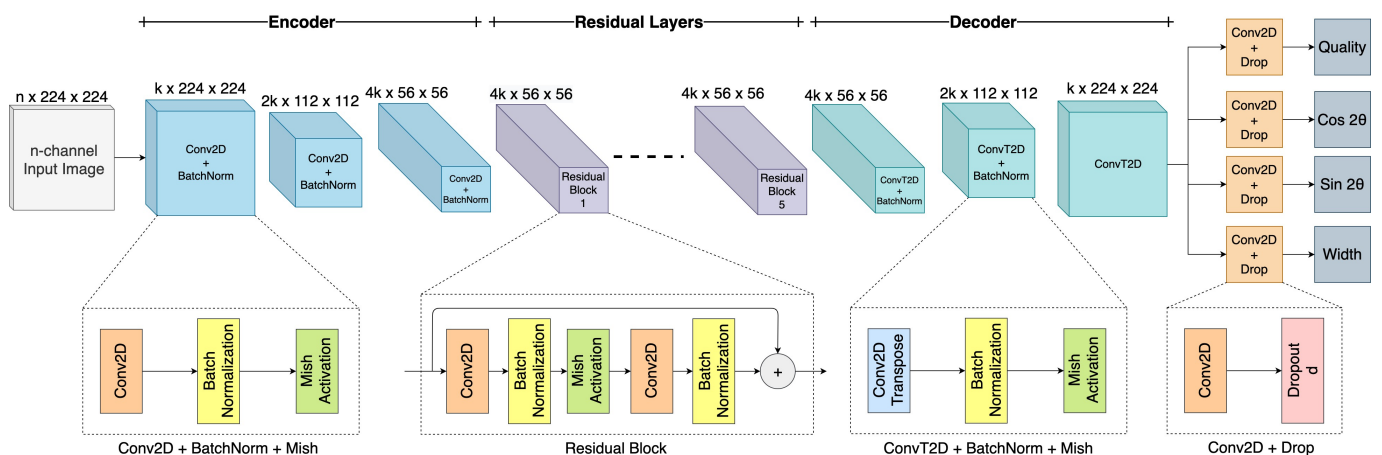 Encoder
Residual Layers
Decoder
n x 224 x 224
k x 224 x 224
2k x 112 x 112
4k x 56 x 56
4k x 56 x 56
4k x 56 x 56
4k x 56 x 56
2k x 112 x 112
k x 224 x 224
n-channel
Input Image
Conv2D
+
BatchNorm
Conv2D
+
BatchNorm
Conv2D
+
BatchNorm
Residual
Block
1
Residual
Block
5
ConvT2D
+
BatchNorm
ConvT2D
+
BatchNorm
ConvT2D
Conv2D
+
Drop
Quality
Conv2D
+
Drop
Cos 2θ
Conv2D
+
Drop
Sin 2θ
Conv2D
+
Drop
Width
Conv2D
Batch
Normalization
Mish
Activation
Conv2D + BatchNorm + Mish
Conv2D
Batch
Normalization
Mish
Activation
Conv2D
Batch
Normalization
+
Residual Block
Conv2D
Transpose
Batch
Normalization
Mish
Activation
ConvT2D + BatchNorm + Mish
Conv2D
Dropout
d
Conv2D + Drop